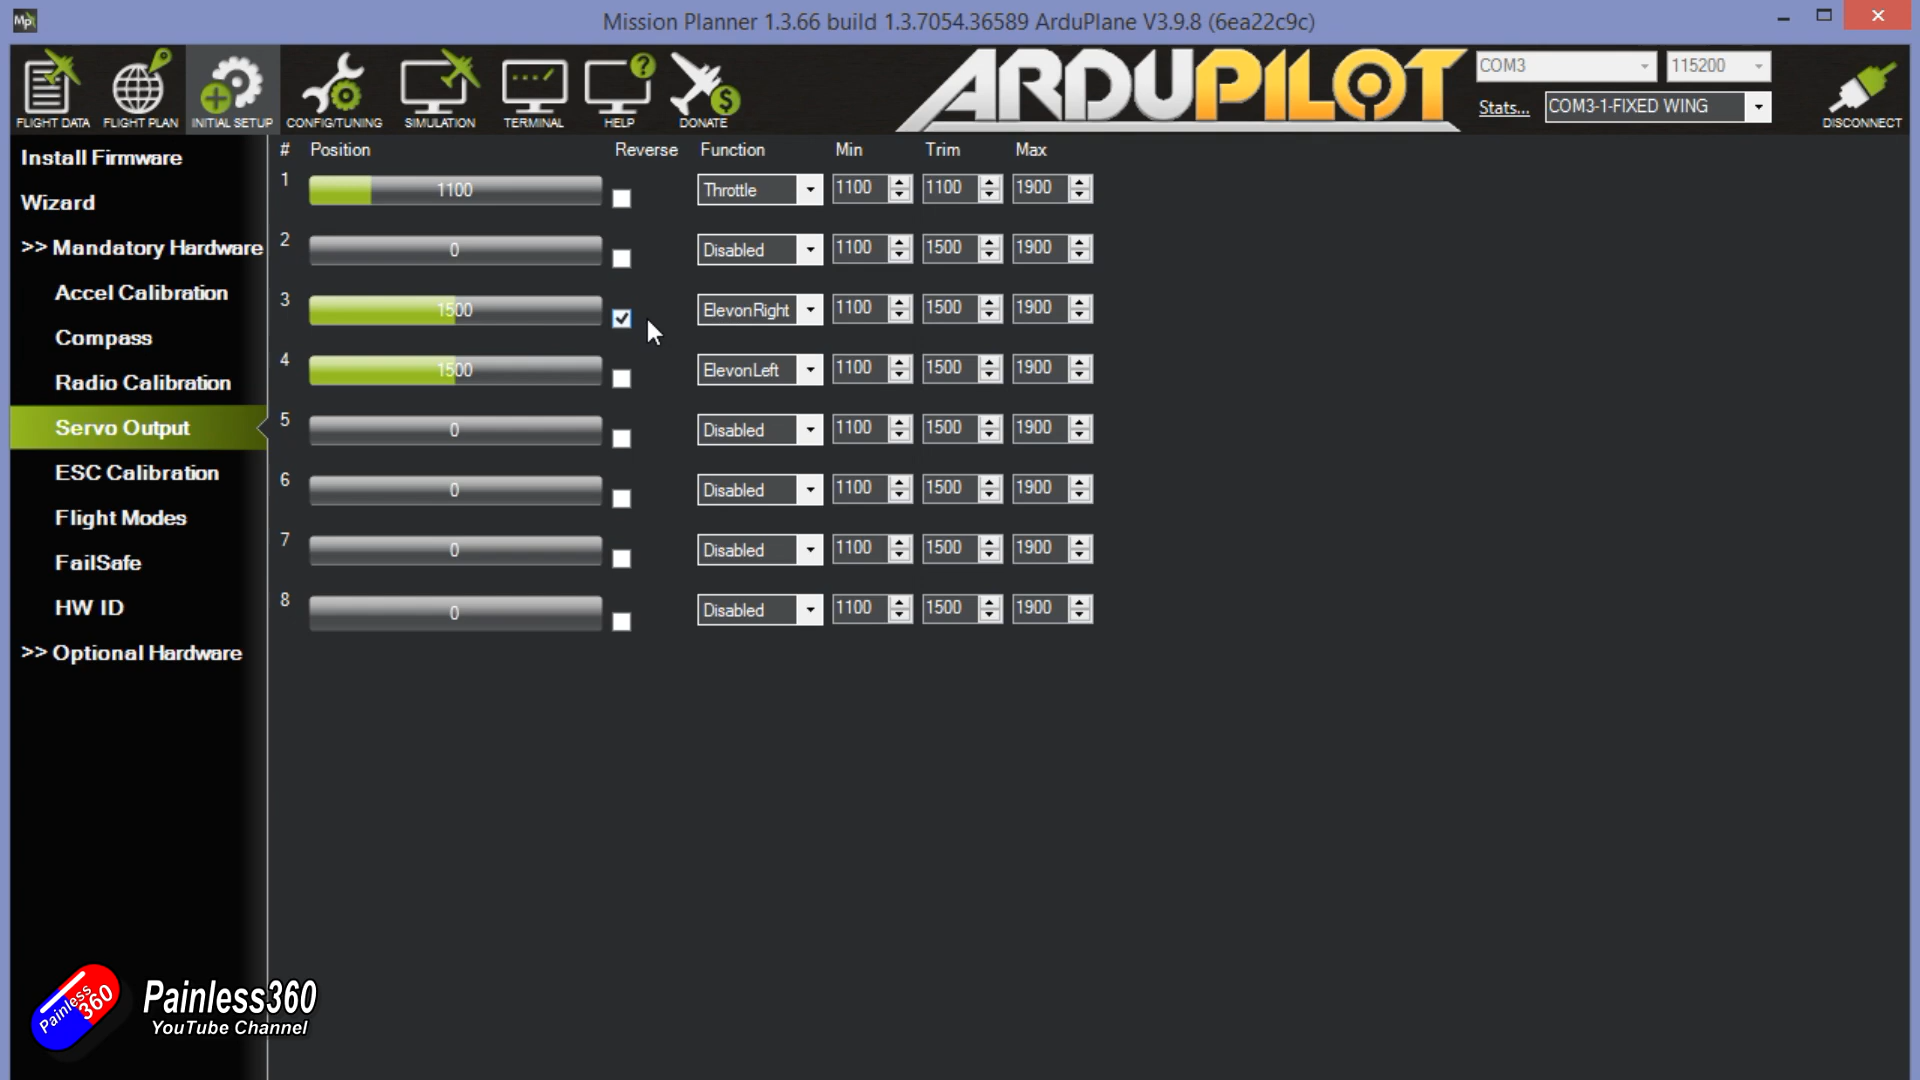 Mp
Mission Planner 1.3.66 build 1.3.7054.36589 ArduPlane V3.9.8 (6ea22c9c)
FLIGHT DATA FLIGHT PLAN INITIAL SETUP CONFIG/TUNING SIMULATION TERMINAL HELP DONATE
ARDUPILOT
COM3 115200
Stats... COM3-1-FIXED WING
DISCONNECT
Install Firmware
Wizard
>> Mandatory Hardware
Accel Calibration
Compass
Radio Calibration
Servo Output
ESC Calibration
Flight Modes
FailSafe
HW ID
>> Optional Hardware
# Position Reverse Function Min Trim Max
1 1100 Throttle 1100 1100 1900
2 0 Disabled 1100 1500 1900
3 1500 ElevonRight 1100 1500 1900
4 1500 ElevonLeft 1100 1500 1900
5 0 Disabled 1100 1500 1900
6 0 Disabled 1100 1500 1900
7 0 Disabled 1100 1500 1900
8 0 Disabled 1100 1500 1900
Painless
360
Painless360
YouTube Channel